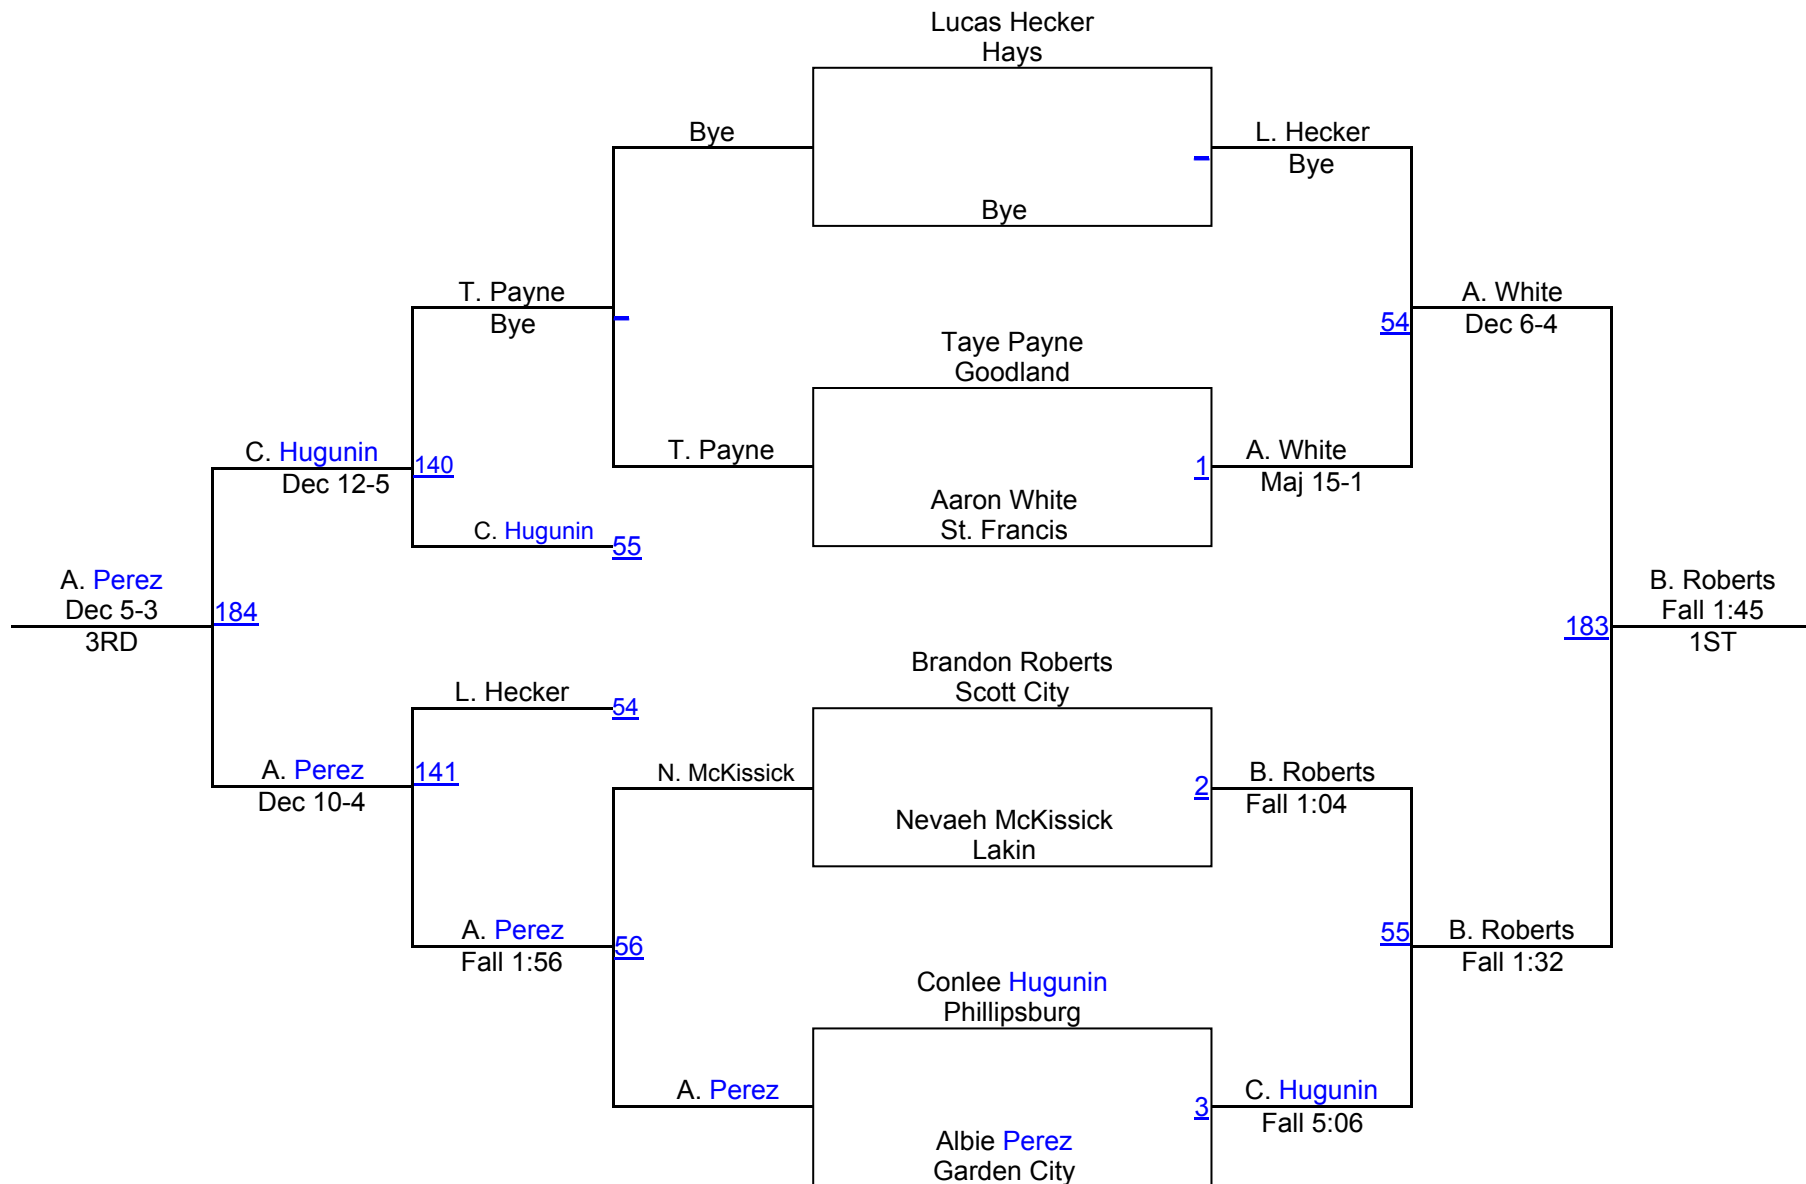 Lucas Hecker
Hays
Bye
L. Hecker
Bye
Bye
T. Payne
Bye
A. White
Dec 6-4
54
Taye Payne
Goodland
C. Hugunin
Dec 12-5
140
T. Payne
1
A. White
Maj 15-1
Aaron White
St. Francis
C. Hugunin
55
A. Perez
Dec 5-3
3RD
184
B. Roberts
Fall 1:45
1ST
183
Brandon Roberts
Scott City
L. Hecker
54
A. Perez
Dec 10-4
141
N. McKissick
2
B. Roberts
Fall 1:04
Nevaeh McKissick
Lakin
A. Perez
Fall 1:56
56
55
B. Roberts
Fall 1:32
Conlee Hugunin
Phillipsburg
A. Perez
3
C. Hugunin
Fall 5:06
Albie Perez
Garden City